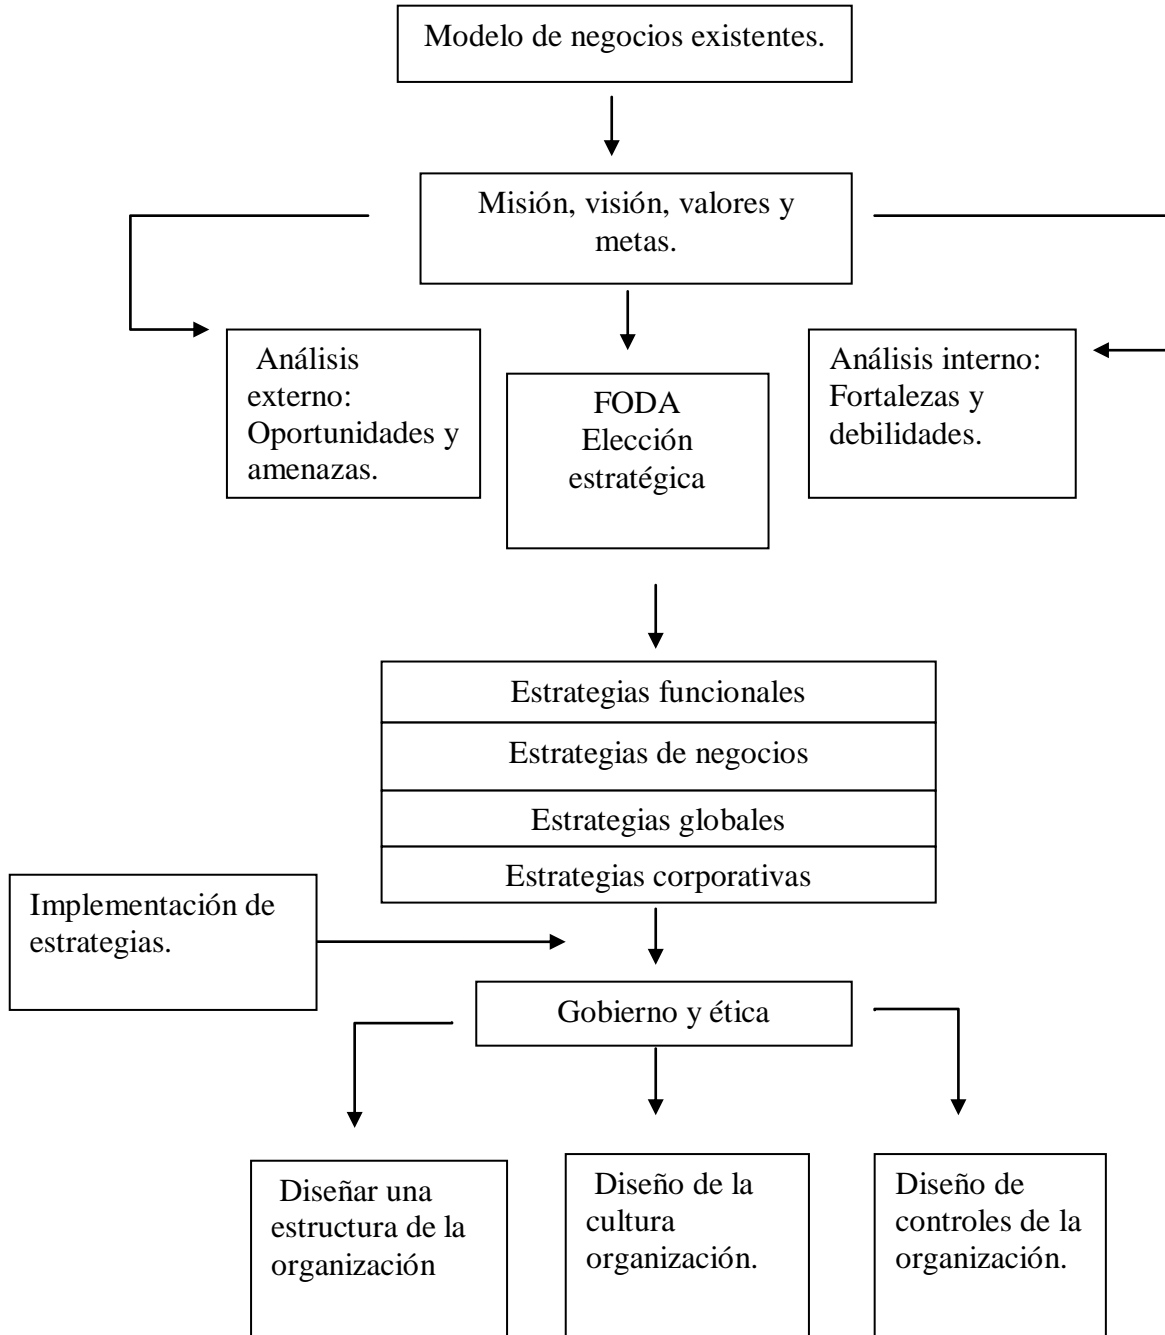 Modelo de negocios existentes.
Misión, visión, valores y
metas.
Análisis
externo:
Oportunidades y
amenazas.
FODA
Elección
estratégica
Análisis interno:
Fortalezas y
debilidades.
Estrategias funcionales
Estrategias de negocios
Estrategias globales
Estrategias corporativas
Implementación de
estrategias.
Gobierno y ética
Diseñar una
estructura de la
organización
Diseño de la
cultura
organización.
Diseño de
controles de la
organización.